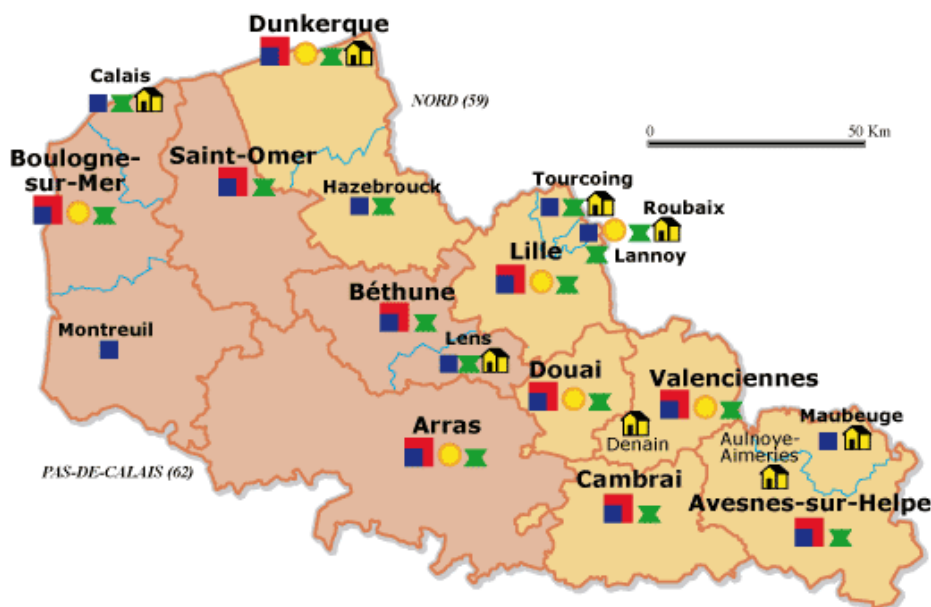 Dunkerque
Calais
NORD (59)
0 50 Km
Boulogne-
sur-Mer
Saint-Omer
Hazebrouck
Tourcoing
Roubaix
Lille
Lannoy
Béthune
Montreuil
Lens
Douai
Valenciennes
Arras
Denain
Maubeuge
Aulnoye-
Aimeries
PAS-DE-CALAIS (62)
Cambrai
Avesnes-sur-Helpe